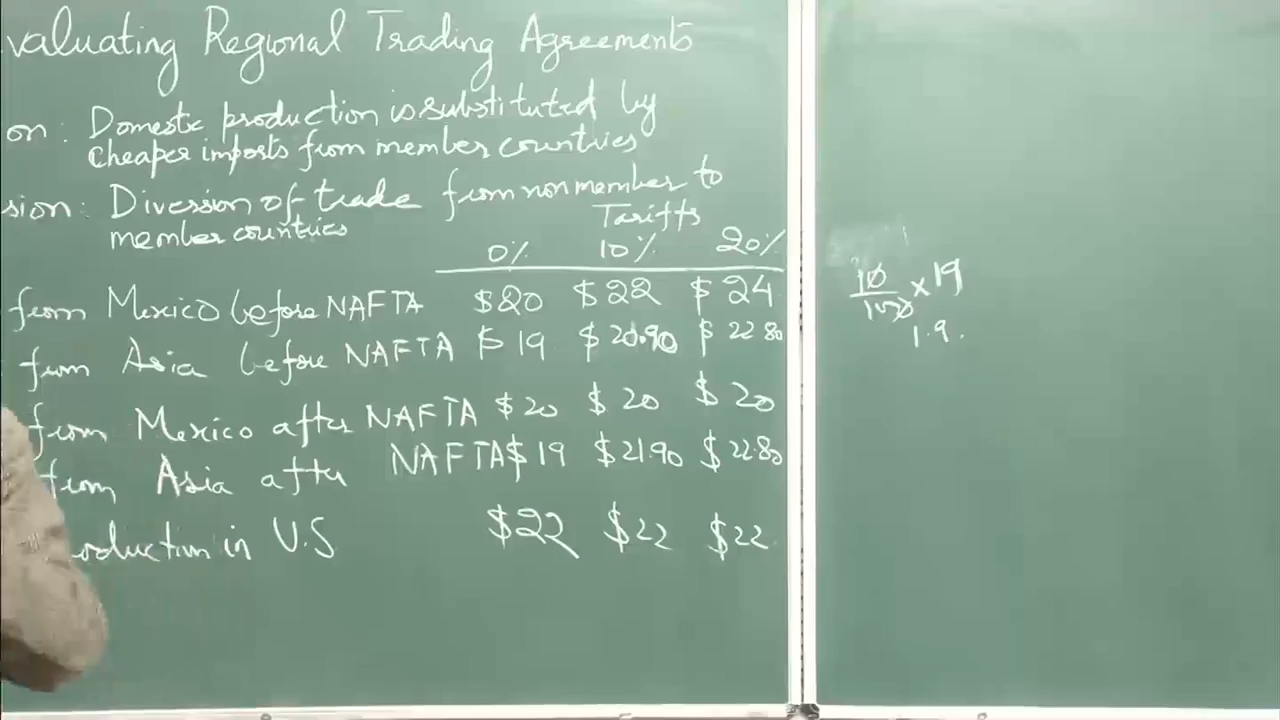 valuating Regional Trading Agreements
on: Domestic production is substituted by
cheaper imports from member countries
sion: Diversion of trade from non member to
member countries
Tariffs
0% 10% 20%
from Mexico before NAFTA $20 $22 $24
from Asia before NAFTA $19 $20.90 $22.80
from Mexico after NAFTA $20 $20 $20
from Asia after NAFTA $19 $21.90 $22.80
oduction in U.S $22 $22 $22
10/100 × 19
1.9.